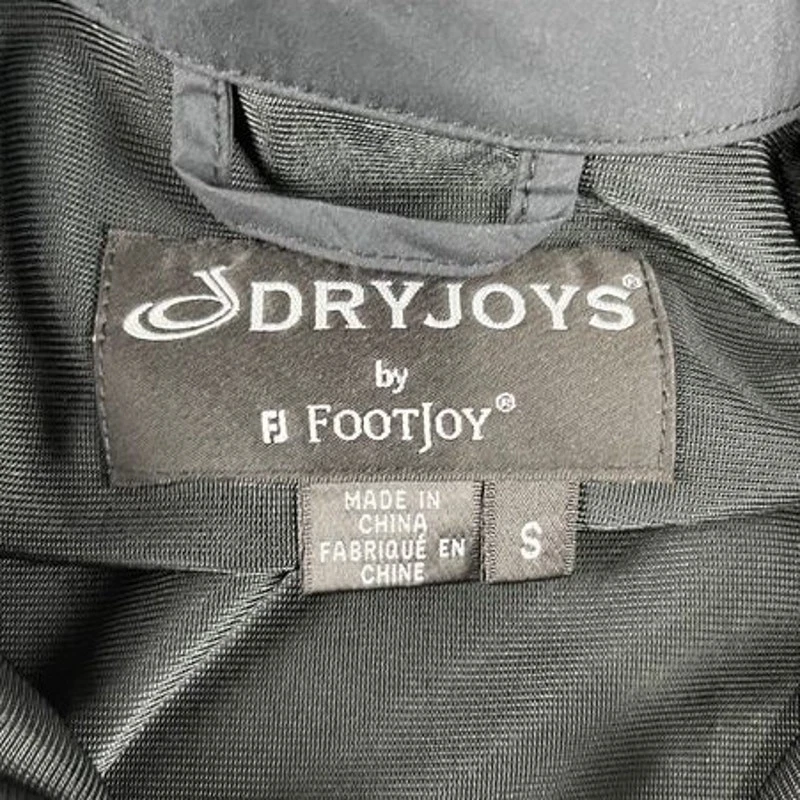 DRYJOYS®
by
FJ FOOTJOY®
MADE IN
CHINA
FABRIQUÉ EN
CHINE
S